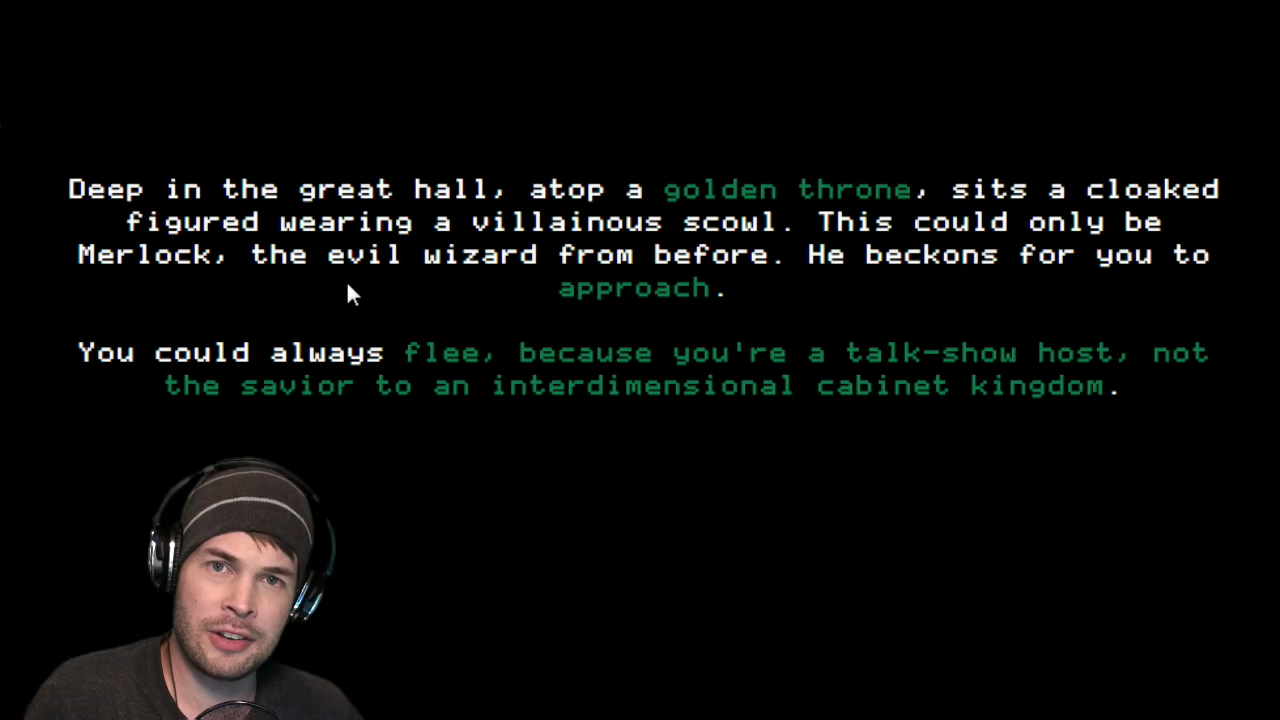 Deep in the great hall, atop a golden throne, sits a cloaked
figured wearing a villainous scowl. This could only be
Merlock, the evil wizard from before. He beckons for you to
approach.
You could always flee, because you're a talk-show host, not
the savior to an interdimensional cabinet kingdom.